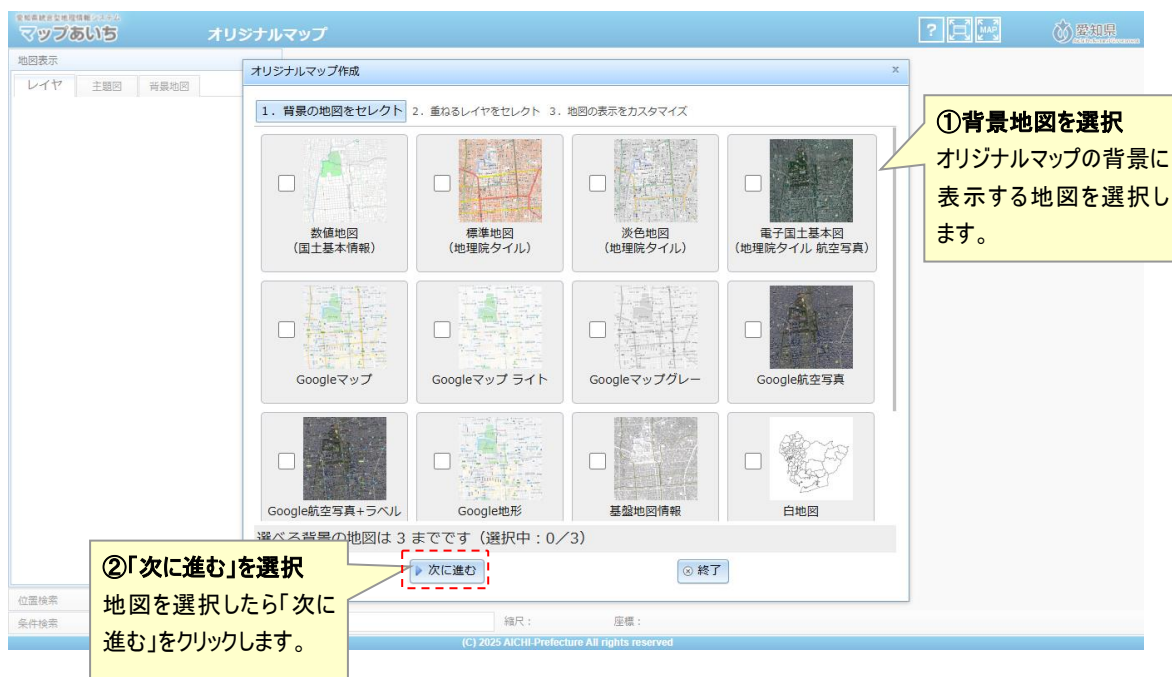 愛知県統合型地理情報システム
マップあいち
オリジナルマップ
?
MAP
愛知県
地図表示
レイヤ
主題図
背景地図
オリジナルマップ作成
x
1. 背景の地図をセレクト
2. 重ねるレイヤをセレクト
3. 地図の表示をカスタマイズ
数値地図
(国土基本情報)
標準地図
(地理院タイル)
淡色地図
(地理院タイル)
電子国土基本図
(地理院タイル 航空写真)
Googleマップ
Googleマップ ライト
Googleマップグレー
Google航空写真
Google航空写真+ラベル
Google地形
基盤地図情報
白地図
選べる背景の地図は 3 までです（選択中：0／3）
次に進む
終了
①背景地図を選択
オリジナルマップの背景に
表示する地図を選択し
ます。
②「次に進む」を選択
地図を選択したら「次に
進む」をクリックします。
位置検索
条件検索
縮尺：
座標：
(C) 2025 AICHI-Prefecture All rights reserved